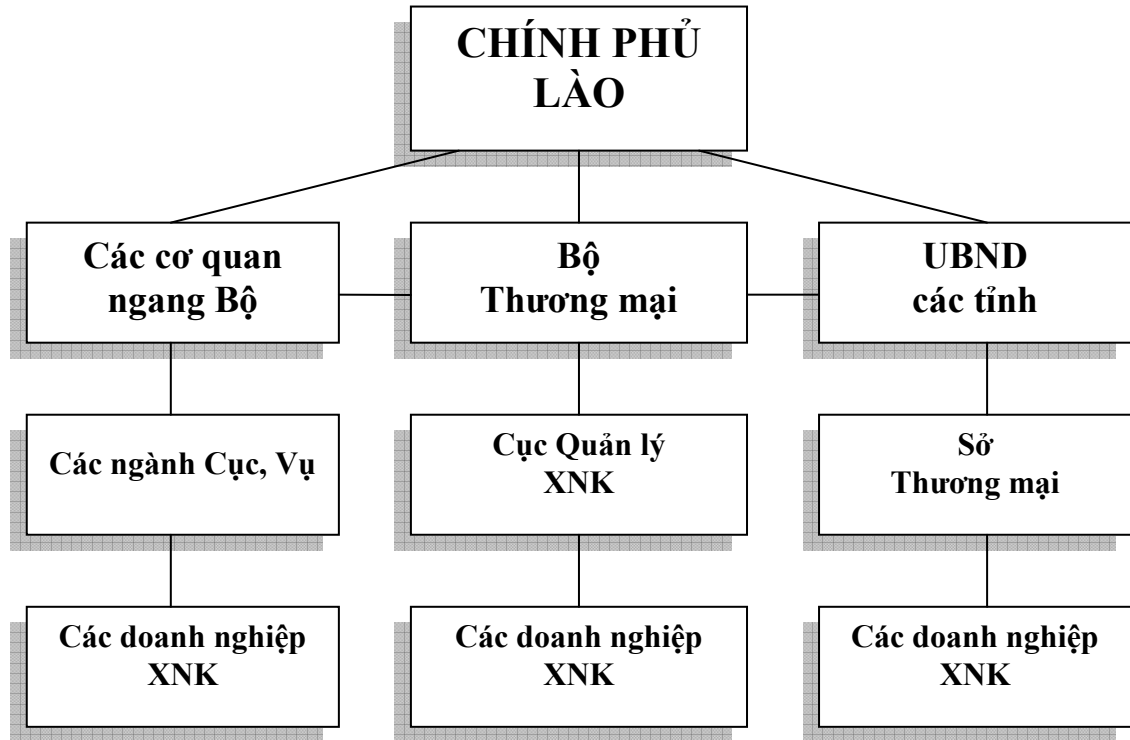 CHÍNH PHỦ
LÀO
Các cơ quan
ngang Bộ
Bộ
Thương mại
UBND
các tỉnh
Các ngành Cục, Vụ
Cục Quản lý
XNK
Sở
Thương mại
Các doanh nghiệp
XNK
Các doanh nghiệp
XNK
Các doanh nghiệp
XNK